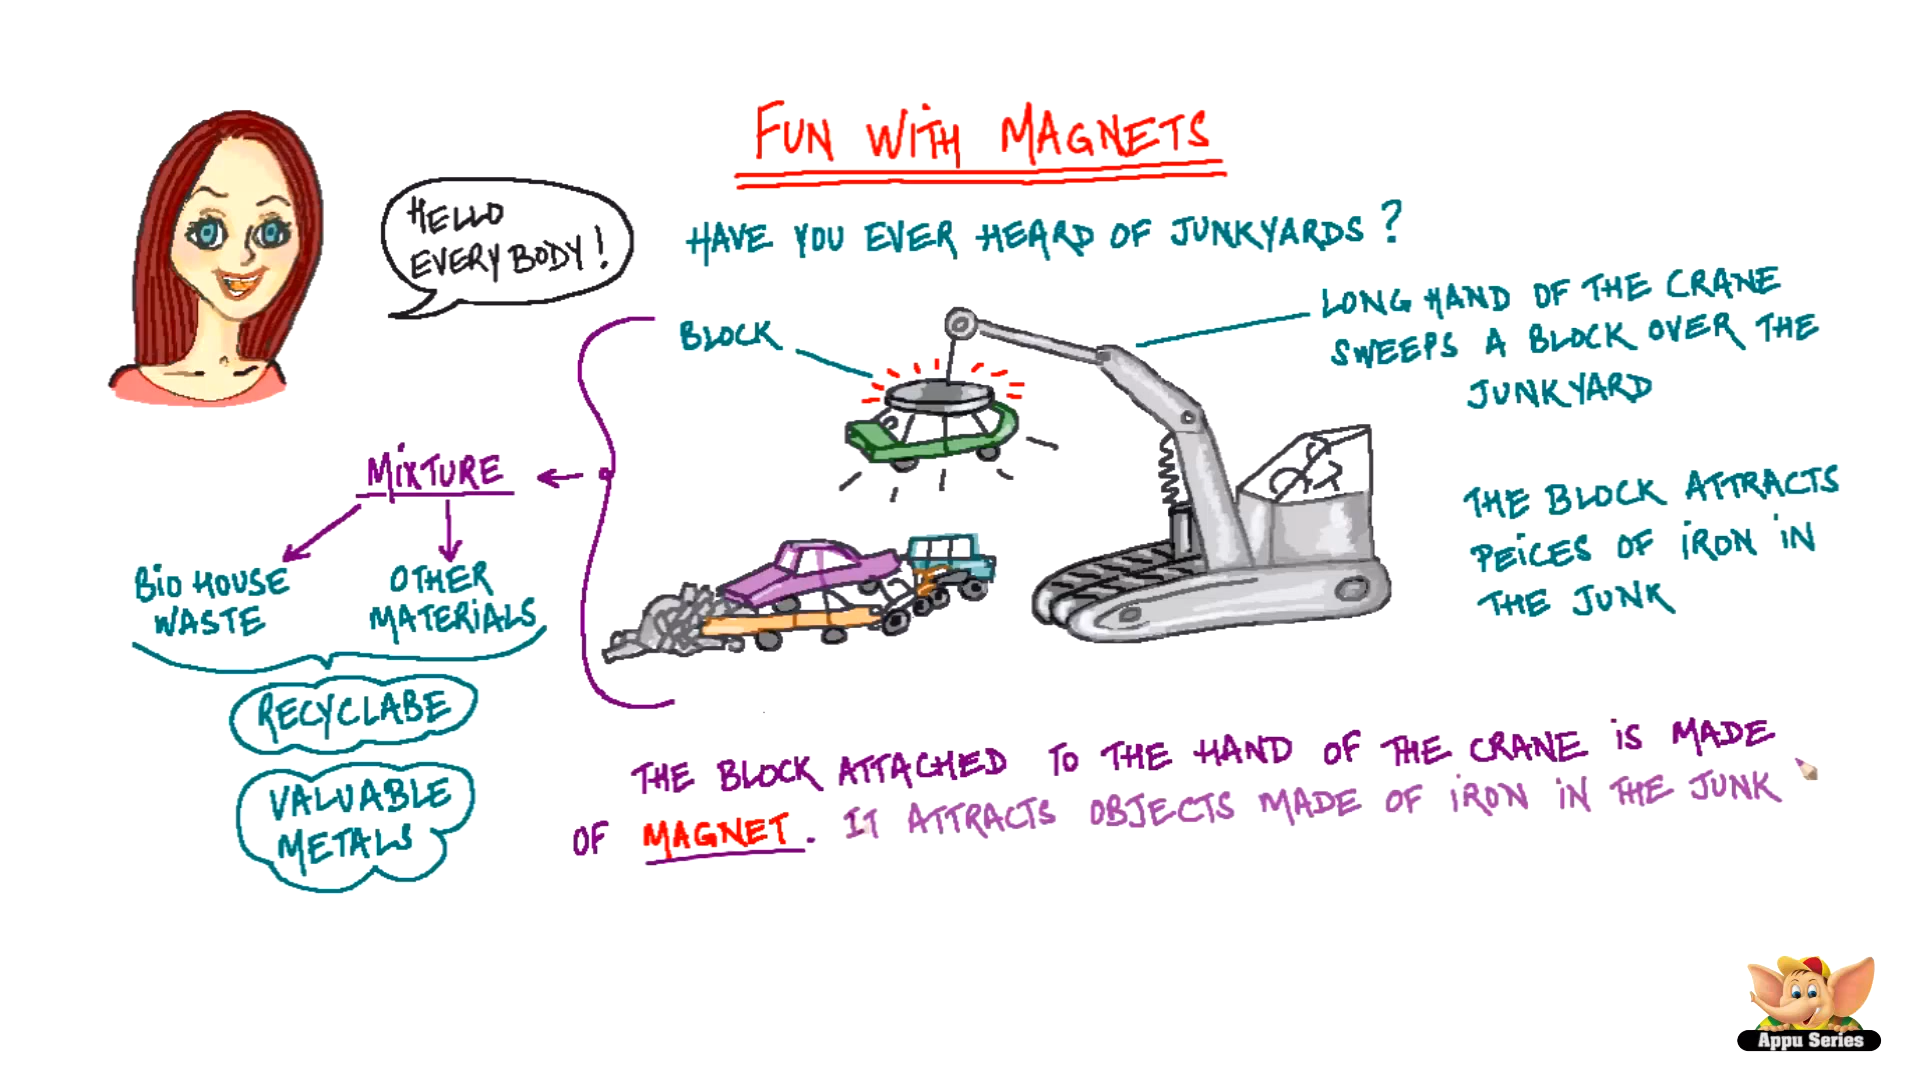 FUN WITH MAGNETS
HELLO
EVERYBODY!
HAVE YOU EVER HEARD OF JUNKYARDS?
BLOCK
LONG HAND OF THE CRANE
SWEEPS A BLOCK OVER THE
JUNKYARD
MIXTURE
BIO HOUSE
WASTE
OTHER
MATERIALS
THE BLOCK ATTRACTS
PEICES OF IRON IN
THE JUNK
RECYCLABE
VALUABLE
METALS
THE BLOCK ATTACHED TO THE HAND OF THE CRANE IS MADE
OF MAGNET. IT ATTRACTS OBJECTS MADE OF IRON IN THE JUNK
Appu Series